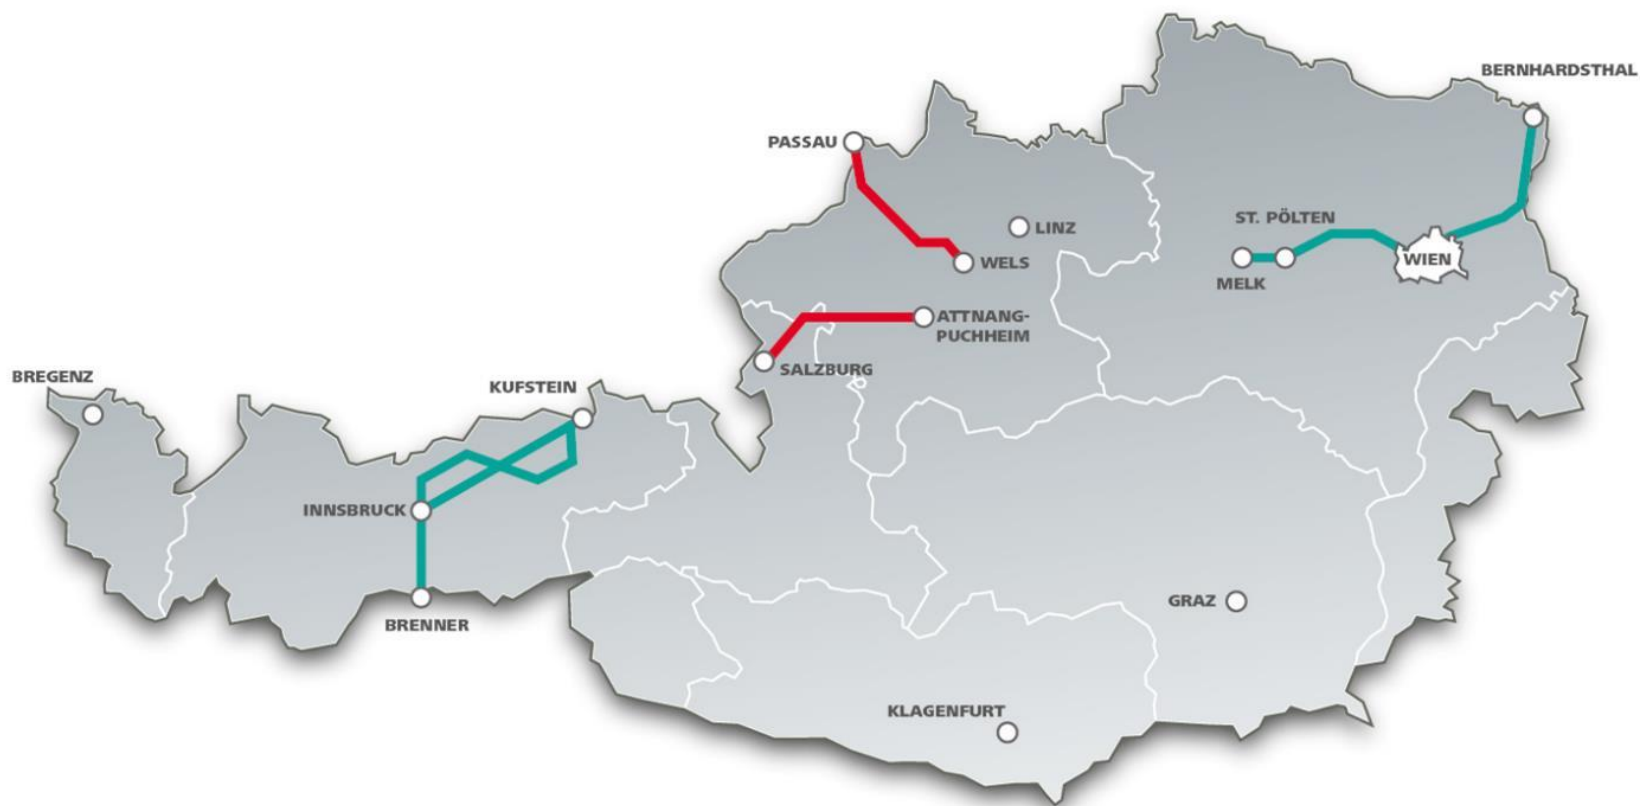 BERNHARDSTHAL
PASSAU
ST. PÖLTEN
LINZ
WELS
WIEN
MELK
ATTNANG-
PUCHHEIM
SALZBURG
BREGENZ
KUFSTEIN
INNSBRUCK
BRENNER
GRAZ
KLAGENFURT